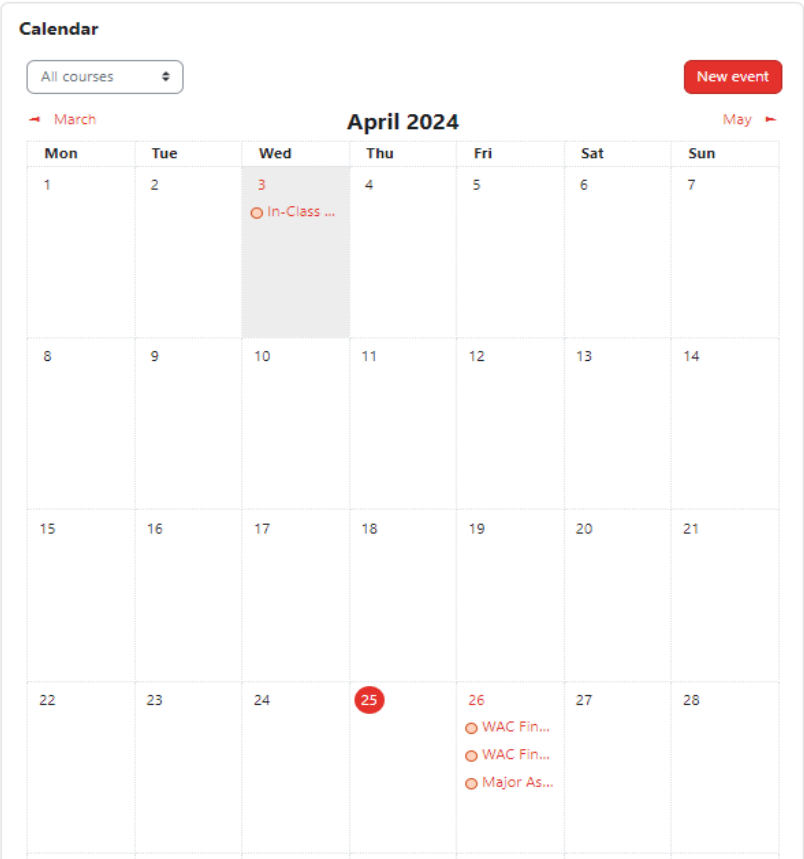 Calendar
All courses
New event
March
April 2024
May
Mon Tue Wed Thu Fri Sat Sun
1 2 3 4 5 6 7
In-Class ...
8 9 10 11 12 13 14
15 16 17 18 19 20 21
22 23 24 25 26 27 28
WAC Fin...
WAC Fin...
Major As...